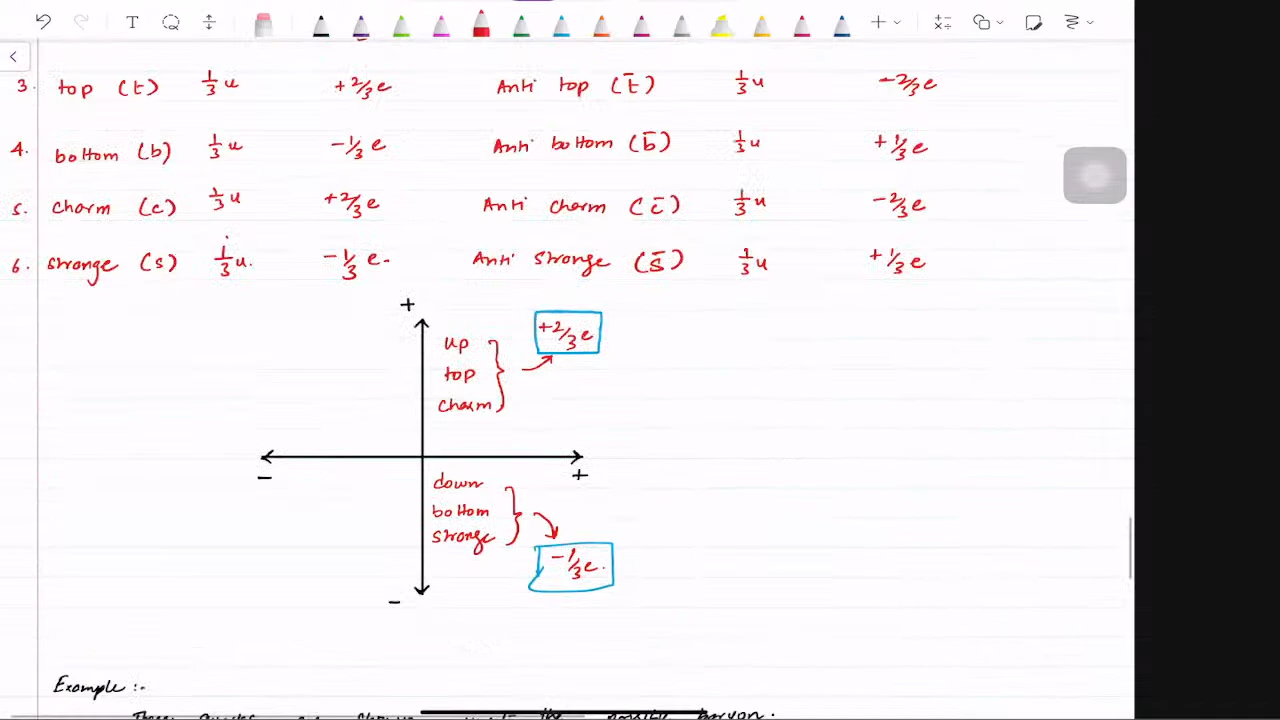 3. top (t) 1/3 u +2/3 e Anti top (t̄) 1/3 u -2/3 e
4. bottom (b) 1/3 u -1/3 e Anti bottom (b̄) 1/3 u +1/3 e
5. charm (c) 1/3 u +2/3 e Anti charm (c̄) 1/3 u -2/3 e
6. strange (s) 1/3 u. -1/3 e. Anti strange (s̄) 1/3 u +1/3 e
+
up
top
charm
+2/3 e
- +
down
bottom
strange
-1/3 e.
-
Example :-
the baryon.